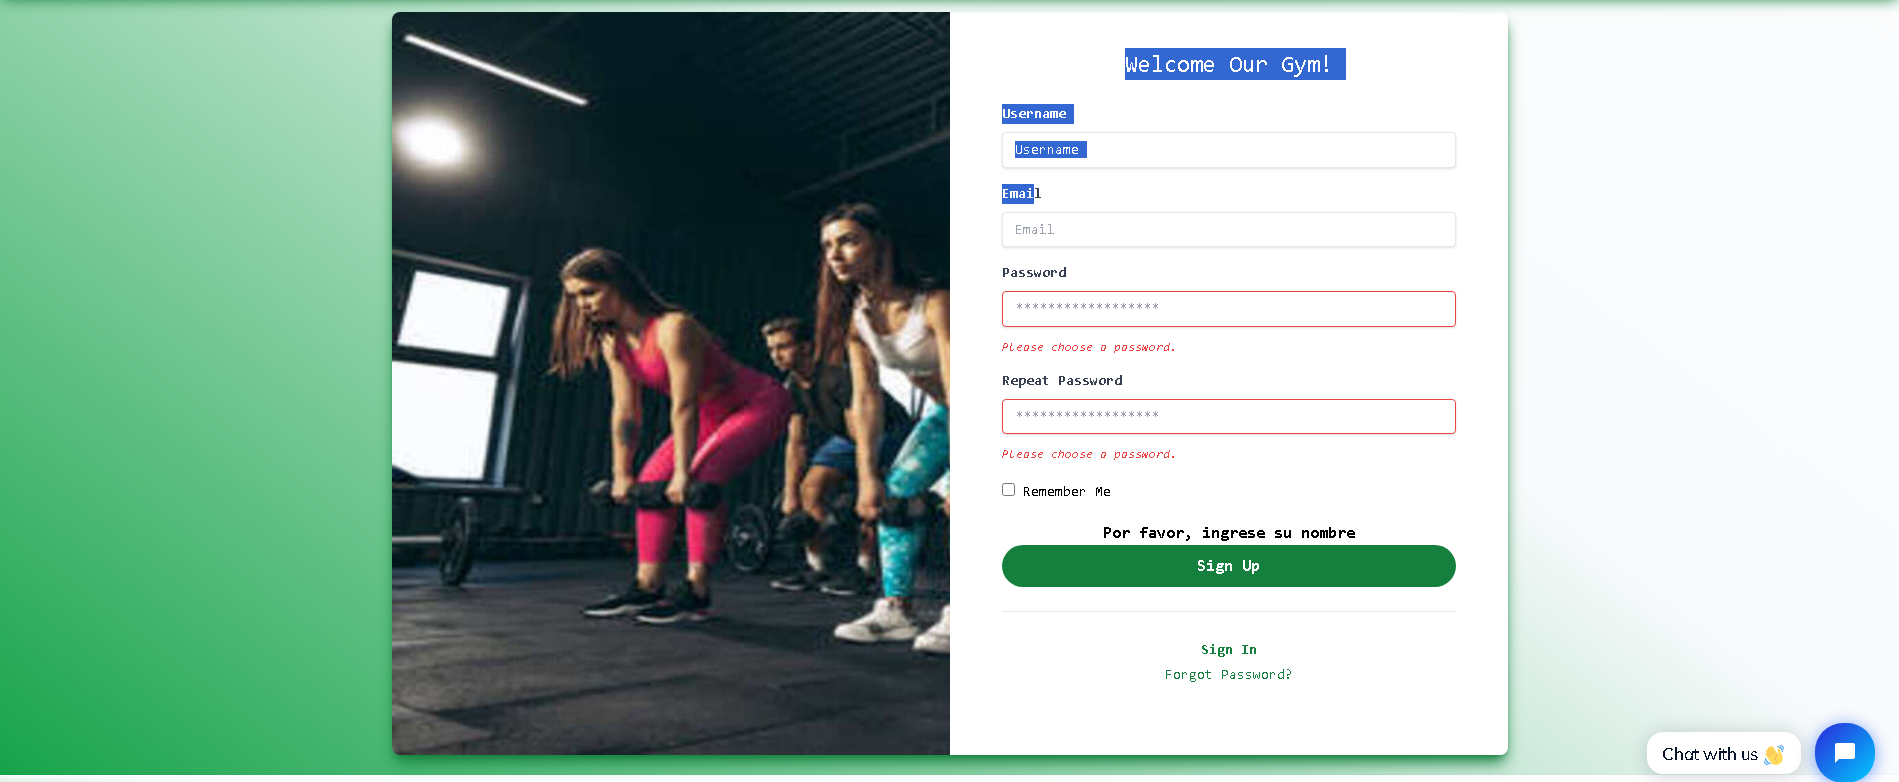 Welcome Our Gym!
Username
Username
Email
Email
Password
******************
Please choose a password.
Repeat Password
******************
Please choose a password.
Remember Me
Por favor, ingrese su nombre
Sign Up
Sign In
Forgot Password?
Chat with us 👋